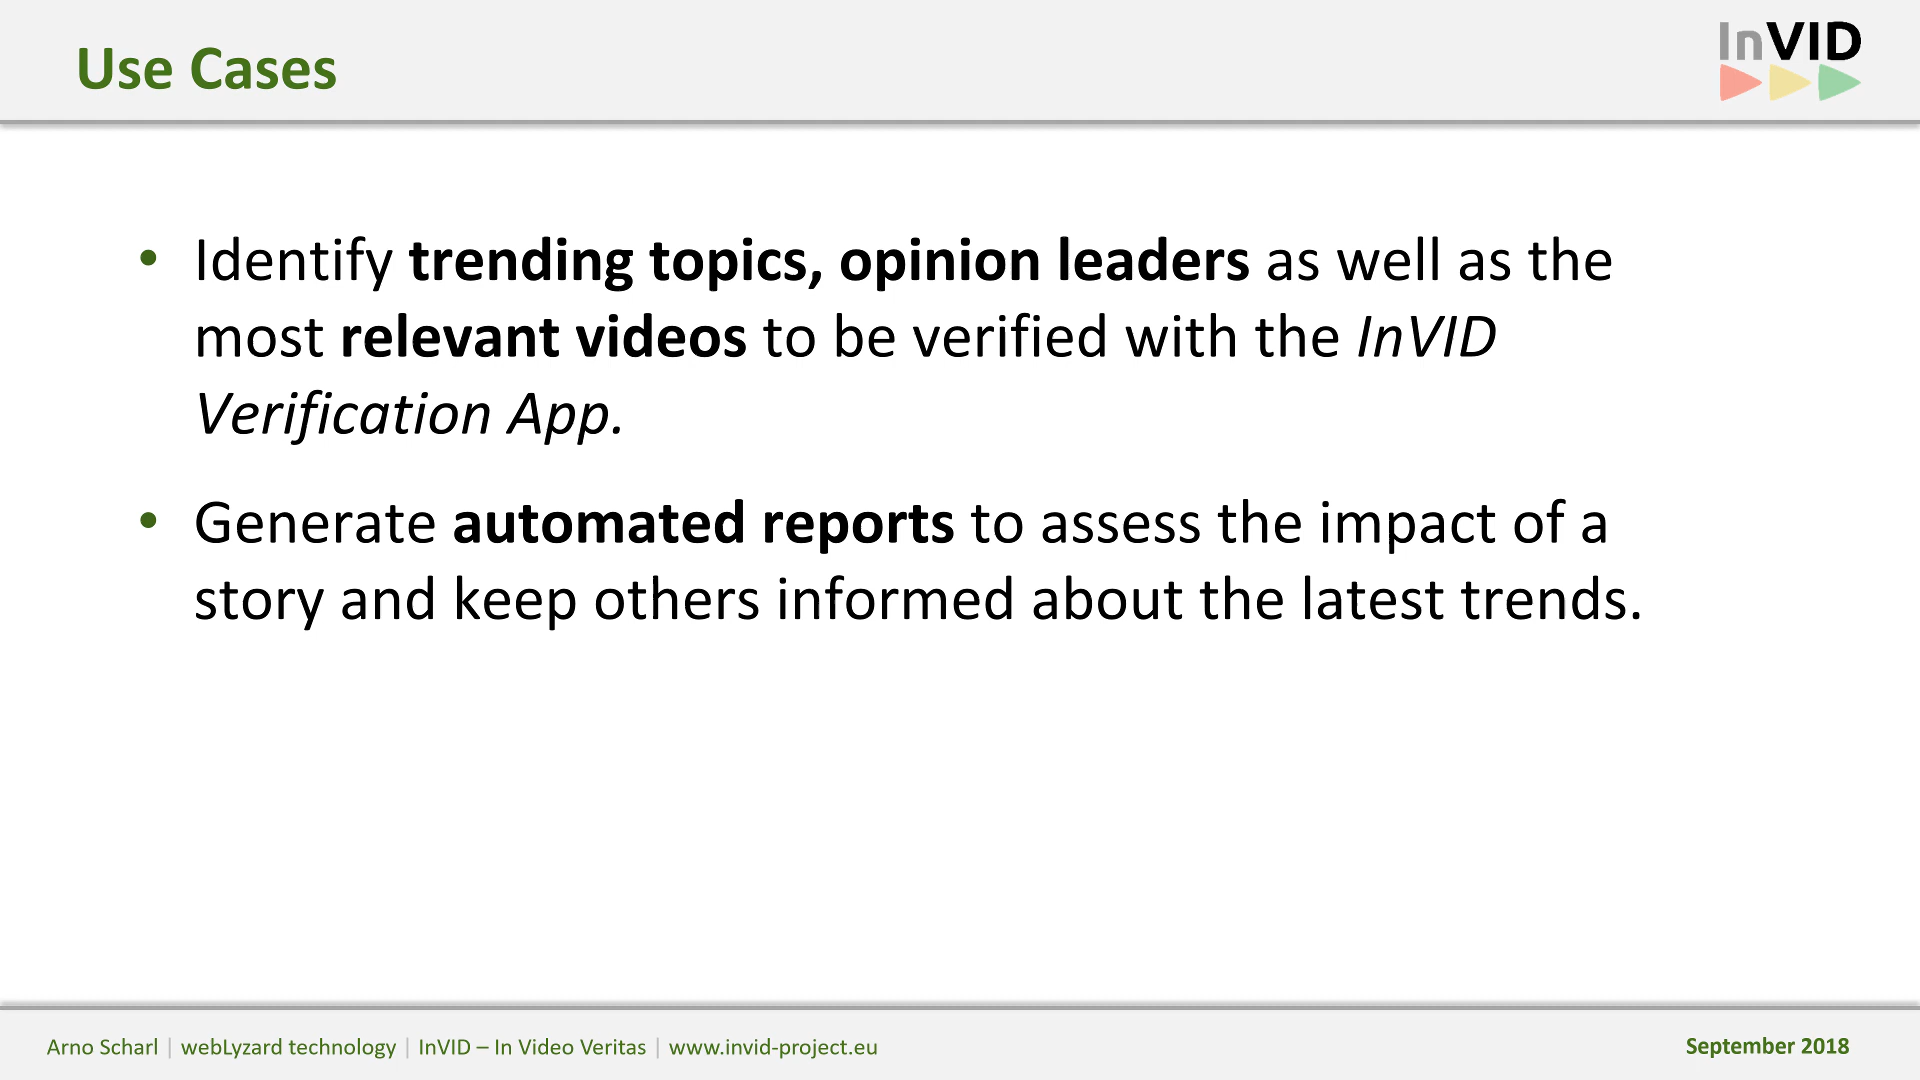 Use Cases
InVID
• Identify trending topics, opinion leaders as well as the
most relevant videos to be verified with the InVID
Verification App.
• Generate automated reports to assess the impact of a
story and keep others informed about the latest trends.
Arno Scharl | webLyzard technology | InVID – In Video Veritas | www.invid-project.eu
September 2018